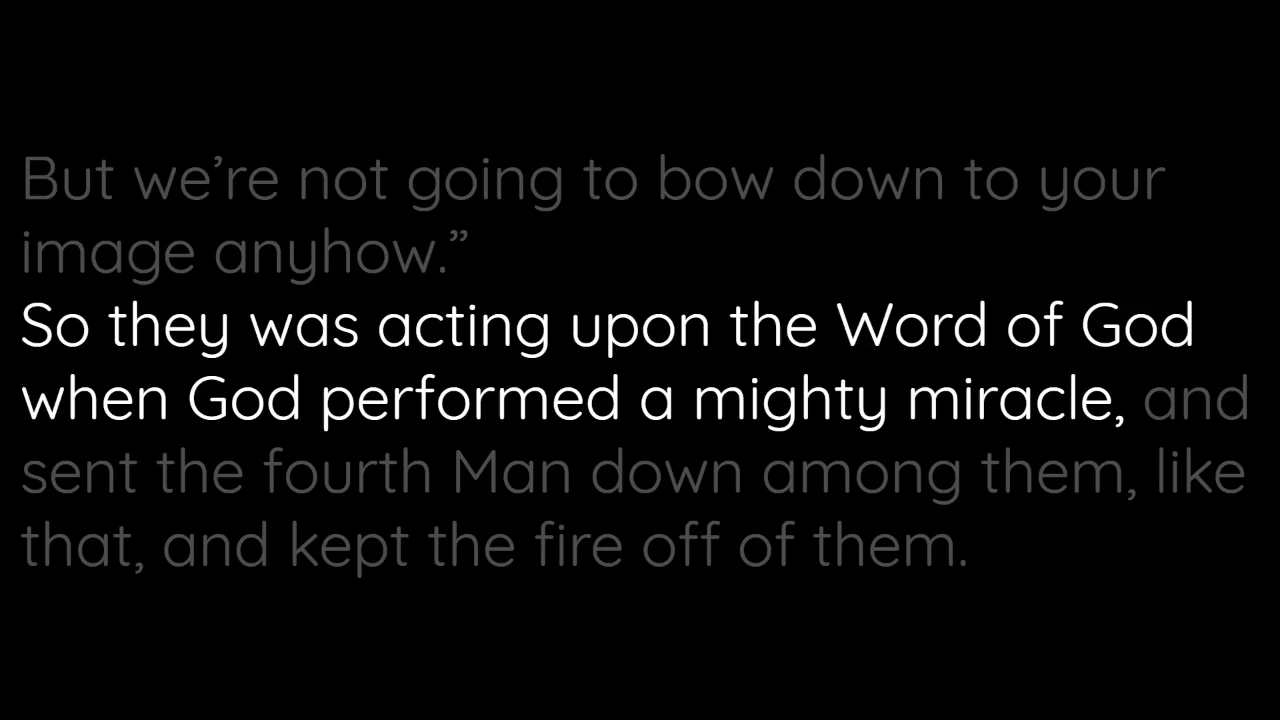 But we’re not going to bow down to your
image anyhow.”
So they was acting upon the Word of God
when God performed a mighty miracle, and
sent the fourth Man down among them, like
that, and kept the fire off of them.